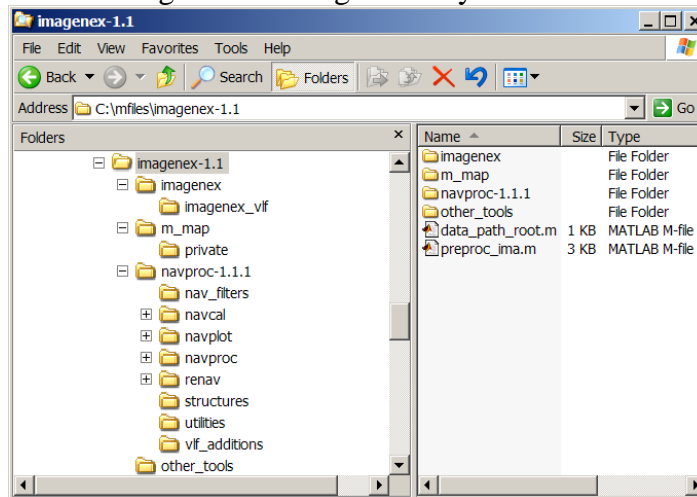 imagenex-1.1
File Edit View Favorites Tools Help
Back Search Folders
Address C:\mfiles\imagenex-1.1 Go
Folders × Name Size Type
imagenex-1.1
imagenex
imagenex_vlf
m_map
private
navproc-1.1.1
nav_filters
navcal
navplot
navproc
renav
structures
utilities
vlf_additions
other_tools
imagenex File Folder
m_map File Folder
navproc-1.1.1 File Folder
other_tools File Folder
data_path_root.m 1 KB MATLAB M-file
preproc_ima.m 3 KB MATLAB M-file